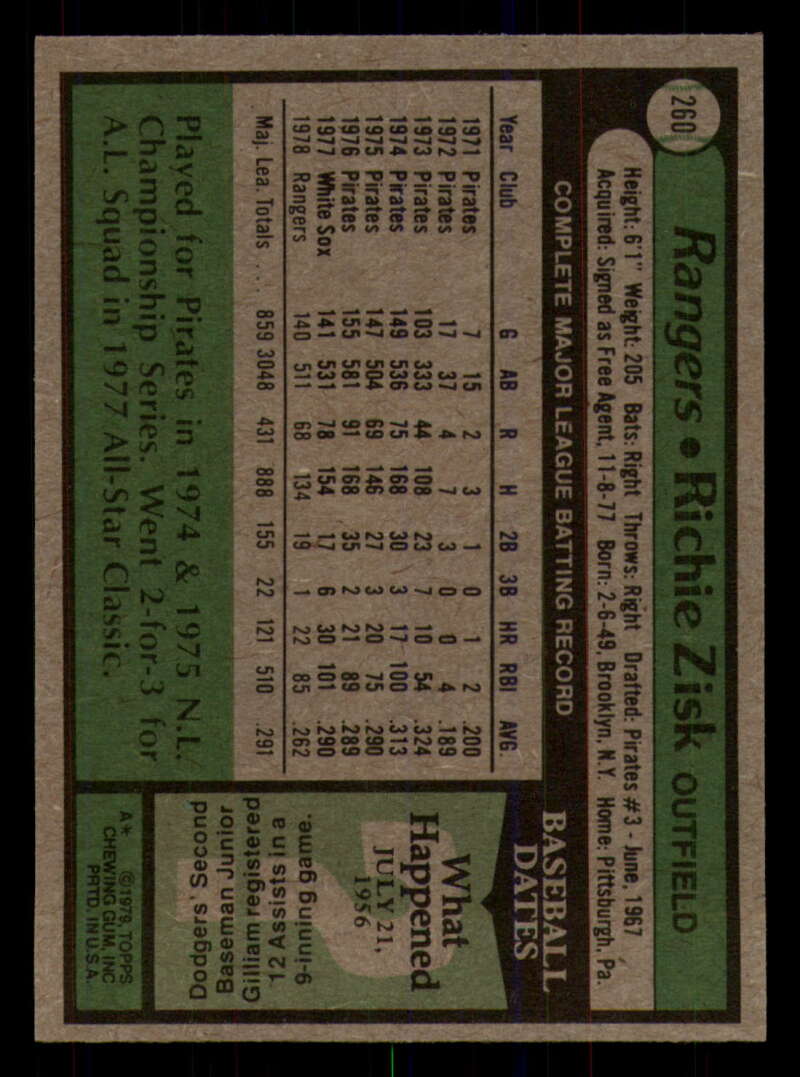 260
Rangers • Richie Zisk OUTFIELD
Height: 6'1" Weight: 205 Bats: Right Throws: Right Drafted: Pirates #3 - June, 1967
Acquired: Signed as Free Agent, 11-8-77 Born: 2-6-49, Brooklyn, N.Y. Home: Pittsburgh, Pa.
COMPLETE MAJOR LEAGUE BATTING RECORD
Year Club G AB R H 2B 3B HR RBI AVG.
1971 Pirates 7 15 2 3 1 0 1 2 .200
1972 Pirates 17 37 4 7 3 0 0 4 .189
1973 Pirates 103 333 44 108 23 7 10 54 .324
1974 Pirates 149 536 75 168 30 3 17 100 .313
1975 Pirates 147 504 69 146 27 3 20 75 .290
1976 Pirates 155 581 91 168 35 2 21 89 .289
1977 White Sox 141 531 78 154 17 6 30 101 .290
1978 Rangers 140 511 68 134 19 1 22 85 .262
Maj. Lea. Totals . . . 859 3048 431 888 155 22 121 510 .291
Played for Pirates in 1974 & 1975 N.L.
Championship Series. Went 2-for-3 for
A.L. Squad in 1977 All-Star Classic.
BASEBALL
DATES
What
Happened
JULY 21,
1956
Dodgers' Second
Baseman Junior
Gilliam registered
12 Assists in a
9-inning game.
A* ©1979, TOPPS
CHEWING GUM, INC
PRTD. IN U.S.A.